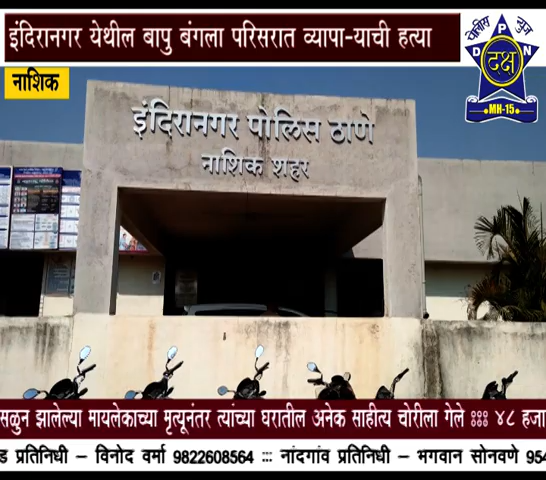 इंदिरानगर येथील बापु बंगला परिसरात व्यापा-याची हत्या
नाशिक
पोलीस न्युज
D P N
दक्ष
MH-15
इंदिरानगर पोलिस ठाणे
नाशिक शहर
सळुन झालेल्या मायलेकाच्या मृत्यूनंतर त्यांच्या घरातील अनेक साहीत्य चोरीला गेले ४८ हजा
ड प्रतिनिधी – विनोद वर्मा 9822608564 ::: नांदगांव प्रतिनिधी – भगवान सोनवणे 954